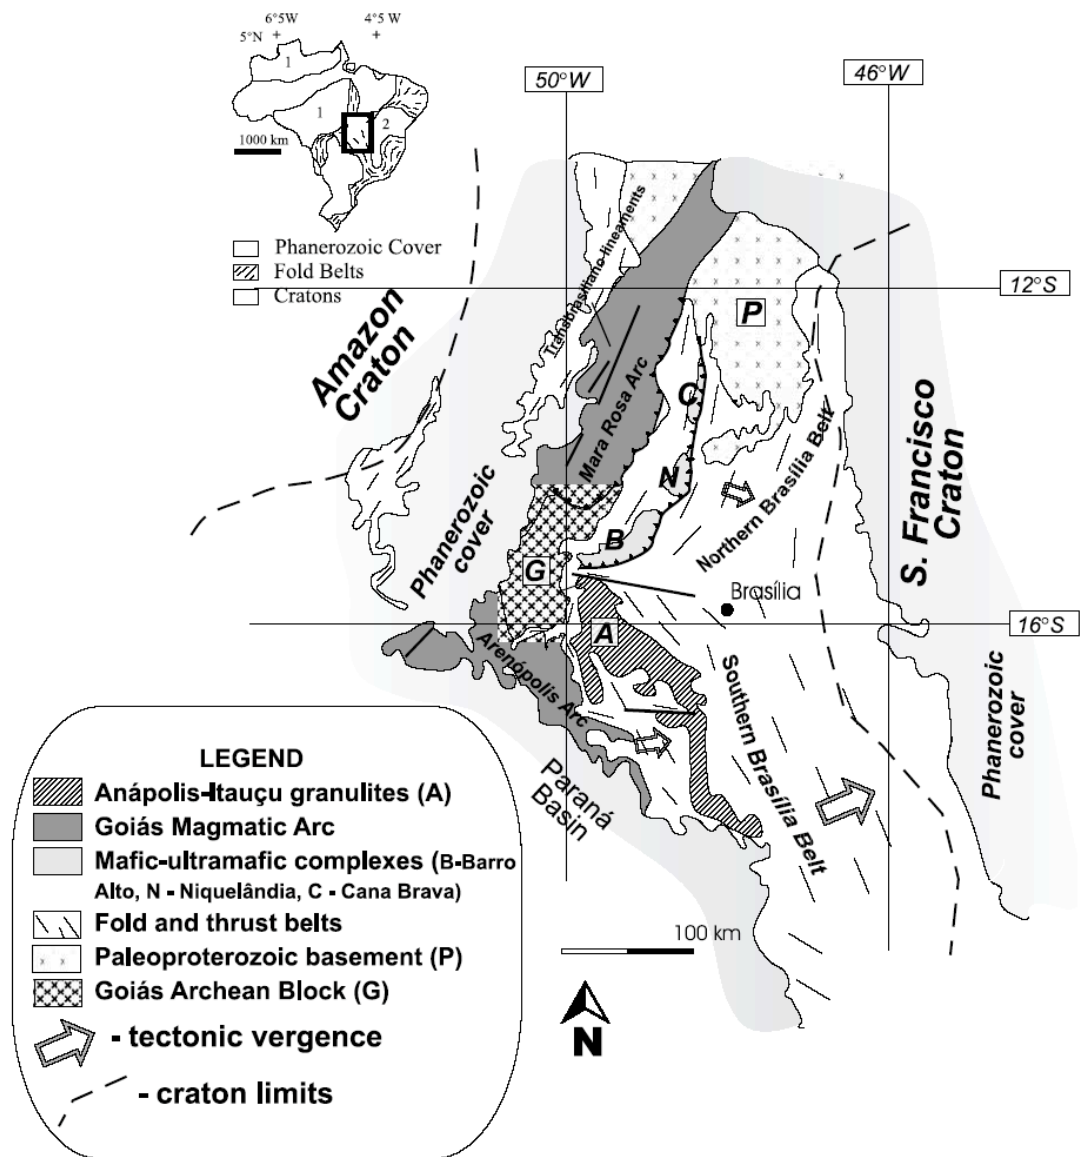 6°5W 4°5 W
5°N + +
1
1
2
1000 km
Phanerozoic Cover
Fold Belts
Cratons
50°W
46°W
12°S
16°S
Amazon
Craton
Transbrasiliano lineaments
Mara Rosa Arc
P
C
N
B
G
A
Phanerozoic
cover
Northern Brasília Belt
S. Francisco
Craton
Brasília
Arenópolis Arc
Southern Brasília Belt
Paraná
Basin
Phanerozoic
cover
100 km
N
LEGEND
Anápolis-Itauçu granulites (A)
Goiás Magmatic Arc
Mafic-ultramafic complexes (B-Barro
Alto, N - Niquelândia, C - Cana Brava)
Fold and thrust belts
Paleoproterozoic basement (P)
Goiás Archean Block (G)
- tectonic vergence
- craton limits